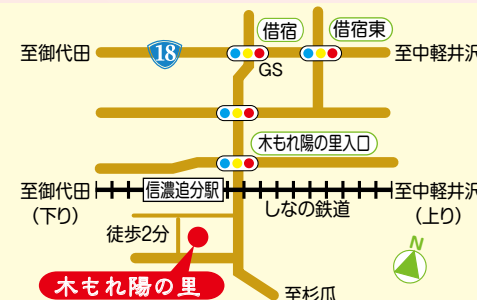 借宿
借宿東
至御代田
18
至中軽井沢
GS
木もれ陽の里入口
至御代田
(下り)
信濃追分駅
しなの鉄道
至中軽井沢
(上り)
徒歩2分
N
木もれ陽の里
至杉瓜